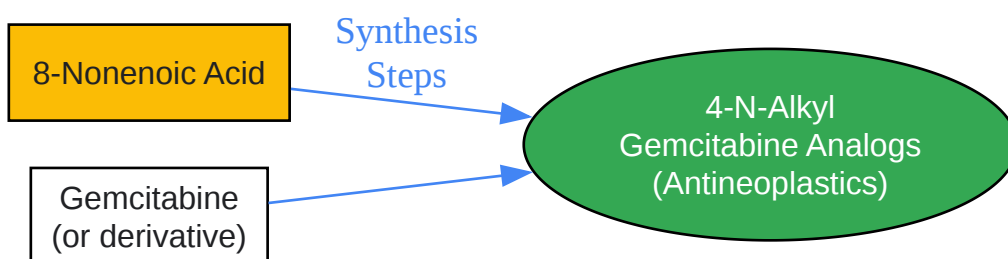 Synthesis
Steps
8-Nonenoic Acid
4-N-Alkyl
Gemcitabine Analogs
(Antineoplastics)
Gemcitabine
(or derivative)